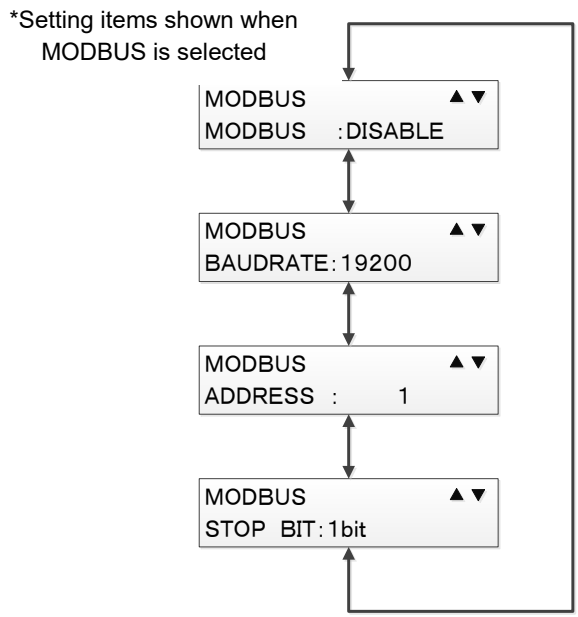 *Setting items shown when
MODBUS is selected
MODBUS ▲ ▼
MODBUS :DISABLE
MODBUS ▲ ▼
BAUDRATE:19200
MODBUS ▲ ▼
ADDRESS : 1
MODBUS ▲ ▼
STOP BIT:1bit